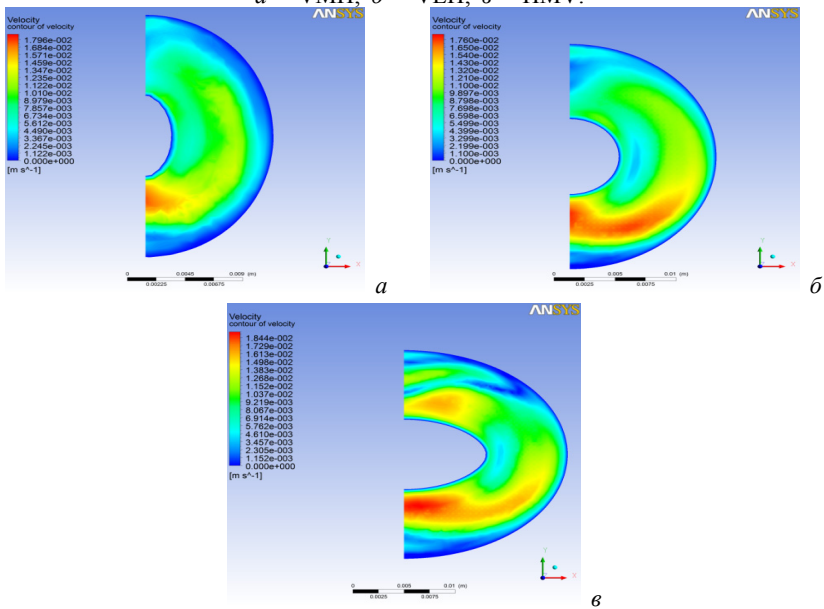 ANSYS
Velocity
contour of velocity
1.796e-002
1.684e-002
1.571e-002
1.459e-002
1.347e-002
1.235e-002
1.122e-002
1.010e-002
8.979e-003
7.857e-003
6.734e-003
5.612e-003
4.490e-003
3.367e-003
2.245e-003
1.122e-003
0.000e+000
[m s^-1]
Y
X
0 0.0045 0.009 (m)
0.00225 0.00675
а
ANSYS
Velocity
contour of velocity
1.760e-002
1.650e-002
1.540e-002
1.430e-002
1.320e-002
1.210e-002
1.100e-002
9.897e-003
8.798e-003
7.698e-003
6.598e-003
5.499e-003
4.399e-003
3.299e-003
2.199e-003
1.100e-003
0.000e+000
[m s^-1]
Y
X
0 0.005 0.01 (m)
0.0025 0.0075
б
ANSYS
Velocity
contour of velocity
1.844e-002
1.729e-002
1.613e-002
1.498e-002
1.383e-002
1.268e-002
1.152e-002
1.037e-002
9.219e-003
8.067e-003
6.914e-003
5.762e-003
4.610e-003
3.457e-003
2.305e-003
1.152e-003
0.000e+000
[m s^-1]
Y
X
0 0.005 0.01 (m)
0.0025 0.0075
в